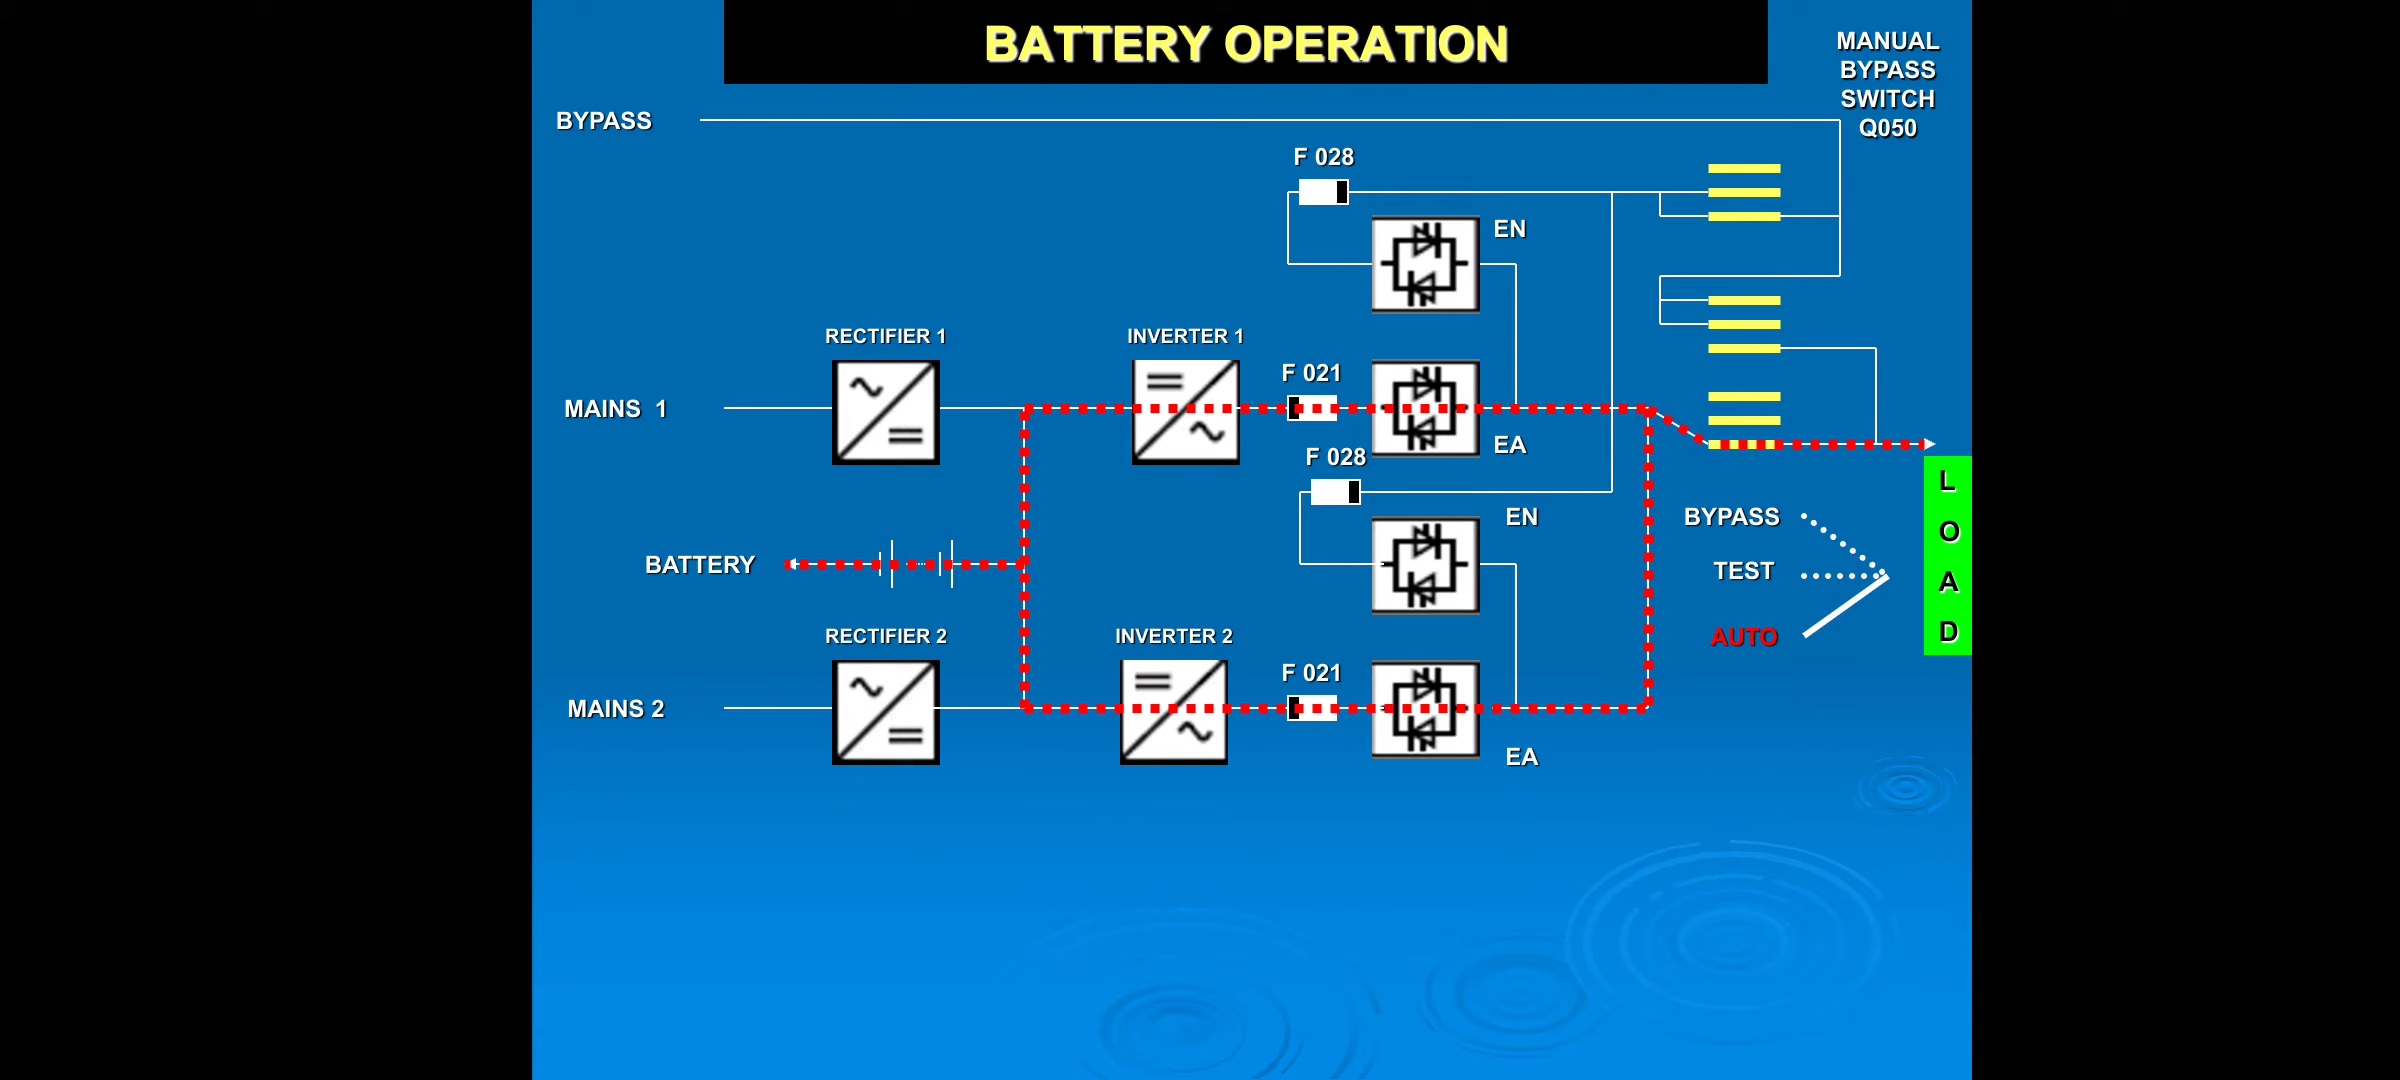 BATTERY OPERATION
MANUAL
BYPASS
SWITCH
Q050
BYPASS
F 028
EN
RECTIFIER 1
INVERTER 1
F 021
MAINS 1
EA
F 028
L
O
A
D
EN
BYPASS
BATTERY
TEST
RECTIFIER 2
INVERTER 2
AUTO
F 021
MAINS 2
EA